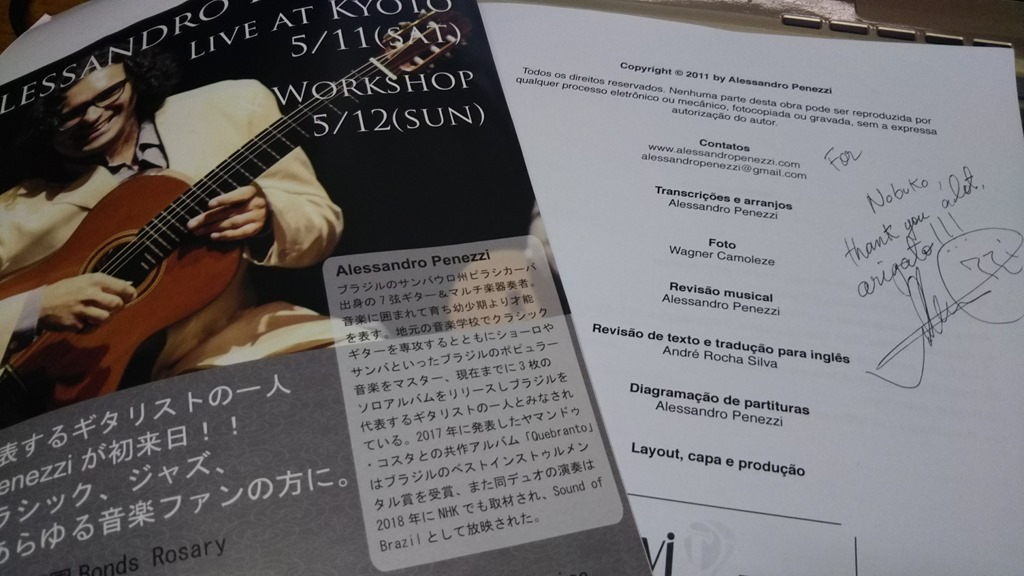 LESSANDRO
LIVE AT KYOTO
5/11(SAT)
WORKSHOP
5/12(SUN)
Alessandro Penezzi
ブラジルのサンパウロ州ピラシカーバ
出身の7弦ギター&マルチ楽器奏者。
音楽に囲まれて育ち幼少期より才能
を表す。地元の音楽学校でクラシック
ギターを専攻するとともにショーロや
サンバといったブラジルのポピュラー
音楽をマスター、現在までに3枚の
ソロアルバムをリリースしブラジルを
代表するギタリストの一人とみなされ
ている。2017年に発表したヤマンドゥ
・コスタとの共作アルバム「Quebranto」
はブラジルのベストインストゥルメン
タル賞を受賞、また同デュオの演奏は
2018年にNHKでも取材され、Sound of
Brazilとして放映された。
表するギタリストの一人
enezziが初来日!!
ラシック、ジャズ、
らゆる音楽ファンの方に。
Bonds Rosary
Copyright © 2011 by Alessandro Penezzi
Todos os direitos reservados. Nenhuma parte desta obra pode ser reproduzida por
qualquer processo eletrônico ou mecânico, fotocopiada ou gravada, sem a expressa
autorização do autor.
Contatos
www.alessandropenezzi.com
alessandropenezzi@gmail.com
Transcrições e arranjos
Alessandro Penezzi
Foto
Wagner Camoleze
Revisão musical
Alessandro Penezzi
Revisão de texto e tradução para inglês
André Rocha Silva
Diagramação de partituras
Alessandro Penezzi
Layout, capa e produção
For
Nobuko,
thank you a lot.
arigato!!!